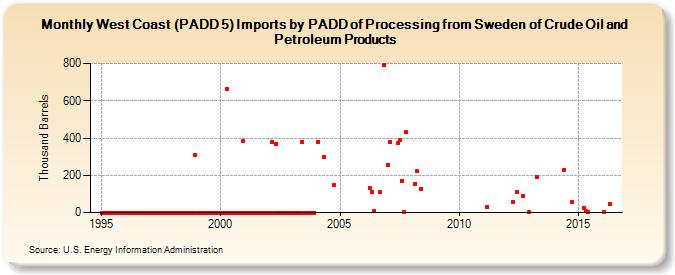 Monthly West Coast (PADD 5) Imports by PADD of Processing from Sweden of Crude Oil and
Petroleum Products
Thousand Barrels
800
600
400
200
0
1995
2000
2005
2010
2015
Source: U.S. Energy Information Administration